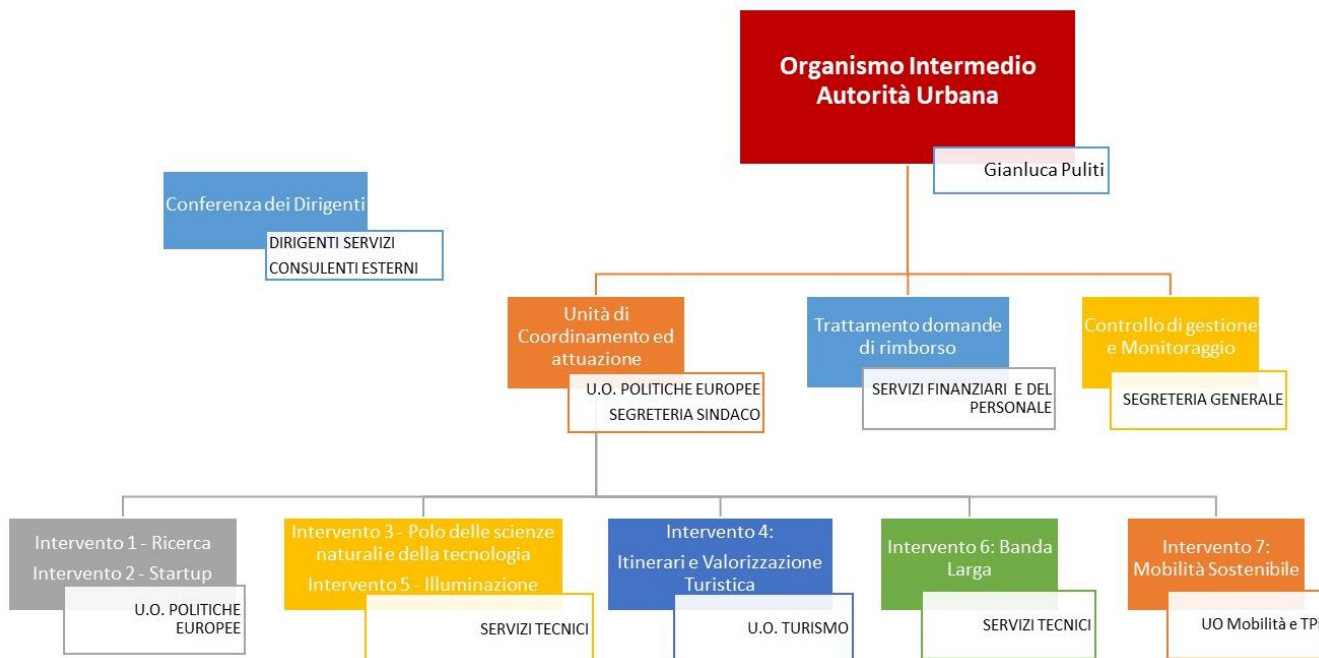 Organismo Intermedio
Autorità Urbana
Gianluca Puliti
Conferenza dei Dirigenti
DIRIGENTI SERVIZI
CONSULENTI ESTERNI
Unità di
Coordinamento ed
attuazione
U.O. POLITICHE EUROPEE
SEGRETERIA SINDACO
Trattamento domande
di rimborso
SERVIZI FINANZIARI E DEL
PERSONALE
Controllo di gestione
e Monitoraggio
SEGRETERIA GENERALE
Intervento 1 - Ricerca
Intervento 2 - Startup
U.O. POLITICHE
EUROPEE
Intervento 3 - Polo delle scienze
naturali e della tecnologia
Intervento 5 - Illuminazione
SERVIZI TECNICI
Intervento 4:
Itinerari e Valorizzazione
Turistica
U.O. TURISMO
Intervento 6: Banda
Larga
SERVIZI TECNICI
Intervento 7:
Mobilità Sostenibile
UO Mobilità e